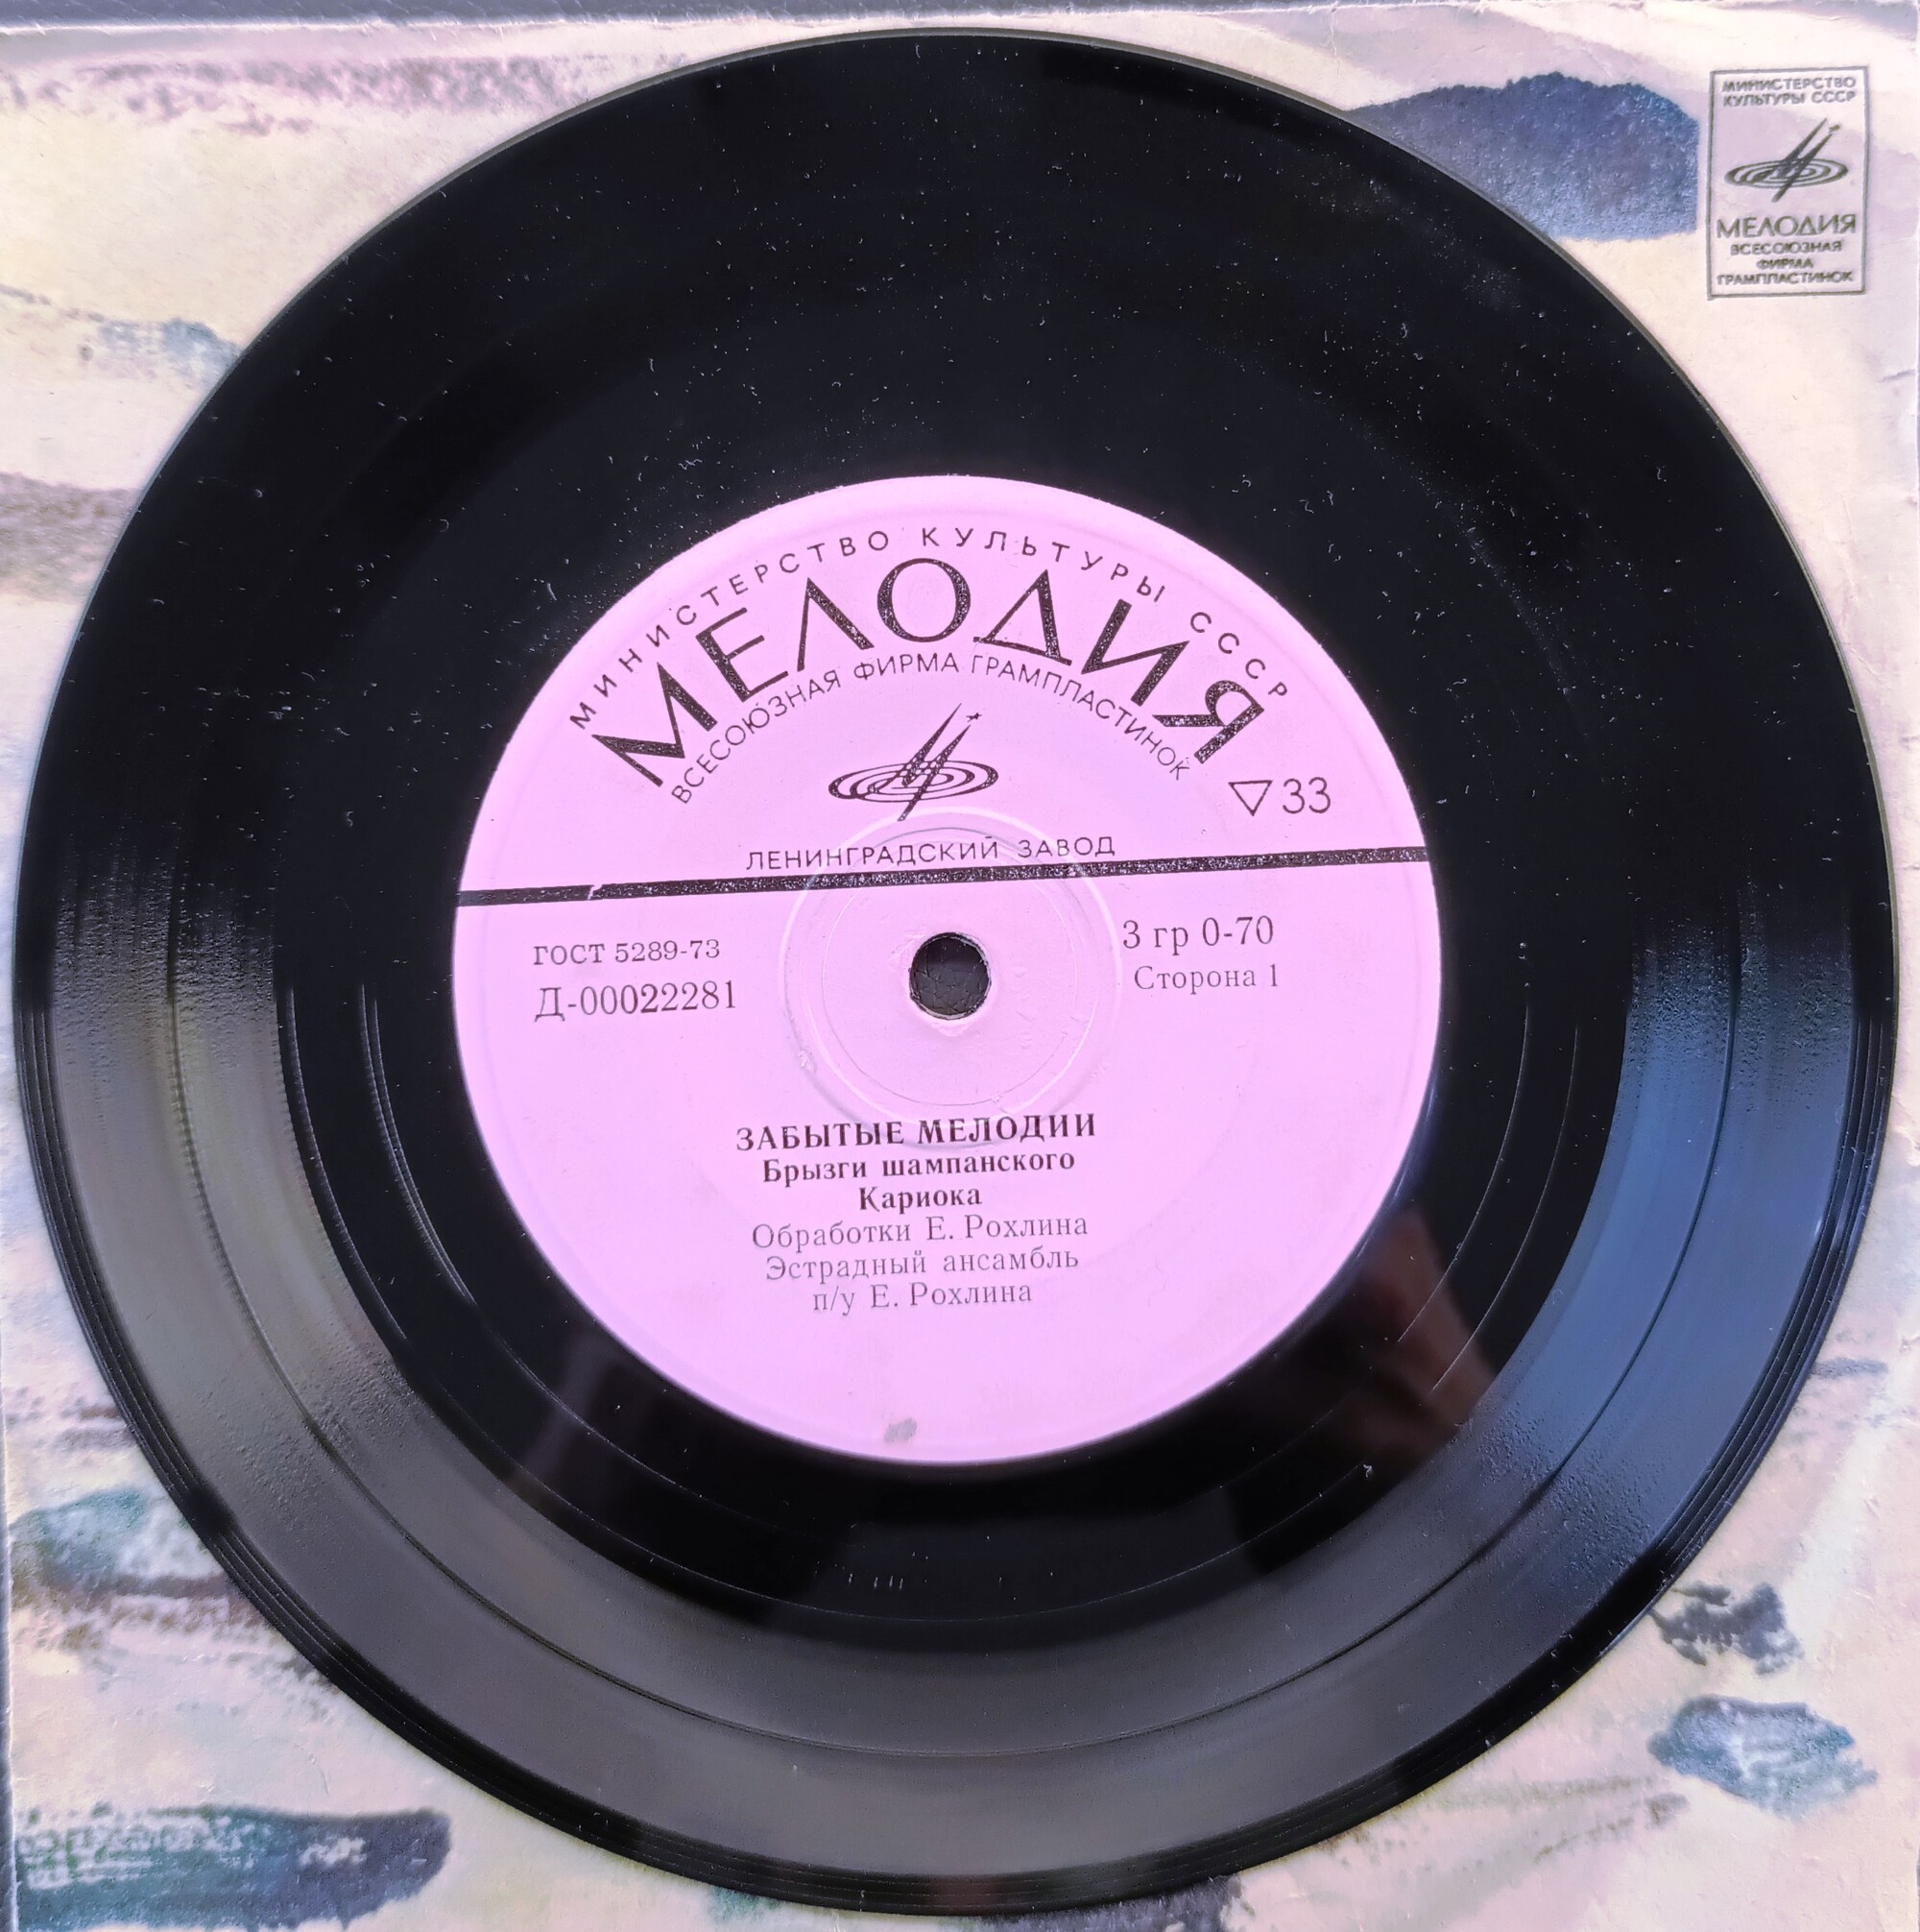 МИНИСТЕРСТВО
КУЛЬТУРЫ СССР
МЕЛОДИЯ
ВСЕСОЮЗНАЯ
ФИРМА
ГРАМПЛАСТИНОК
МИНИСТЕРСТВО КУЛЬТУРЫ СССР
МЕЛОДИЯ
ВСЕСОЮЗНАЯ ФИРМА ГРАМПЛАСТИНОК
▽33
ЛЕНИНГРАДСКИЙ ЗАВОД
ГОСТ 5289-73
Д-00022281
3 гр 0-70
Сторона 1
ЗАБЫТЫЕ МЕЛОДИИ
Брызги шампанского
Кариока
Обработки Е. Рохлина
Эстрадный ансамбль
п/у Е. Рохлина